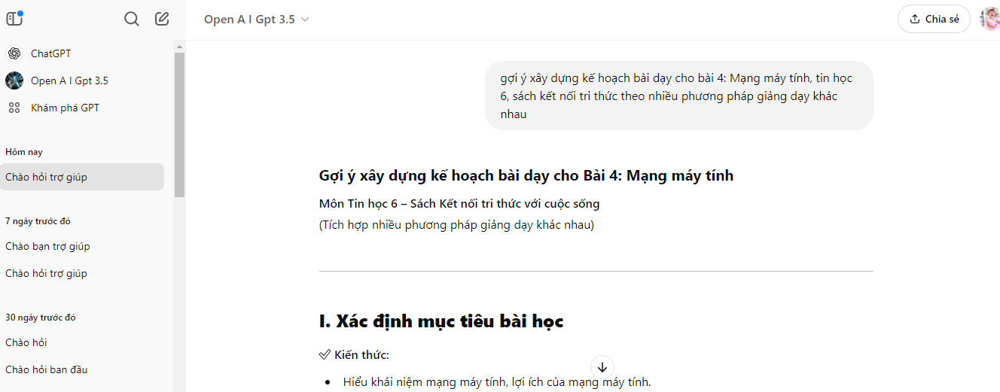 Open A I Gpt 3.5
Chia sẻ
ChatGPT
Open A I Gpt 3.5
Khám phá GPT
Hôm nay
Chào hỏi trợ giúp
7 ngày trước đó
Chào bạn trợ giúp
Chào hỏi trợ giúp
30 ngày trước đó
Chào hỏi
Chào hỏi ban đầu
gợi ý xây dựng kế hoạch bài dạy cho bài 4: Mạng máy tính, tin học
6, sách kết nối tri thức theo nhiều phương pháp giảng dạy khác
nhau
Gợi ý xây dựng kế hoạch bài dạy cho Bài 4: Mạng máy tính
Môn Tin học 6 – Sách Kết nối tri thức với cuộc sống
(Tích hợp nhiều phương pháp giảng dạy khác nhau)
I. Xác định mục tiêu bài học
✅ Kiến thức:
• Hiểu khái niệm mạng máy tính, lợi ích của mạng máy tính.